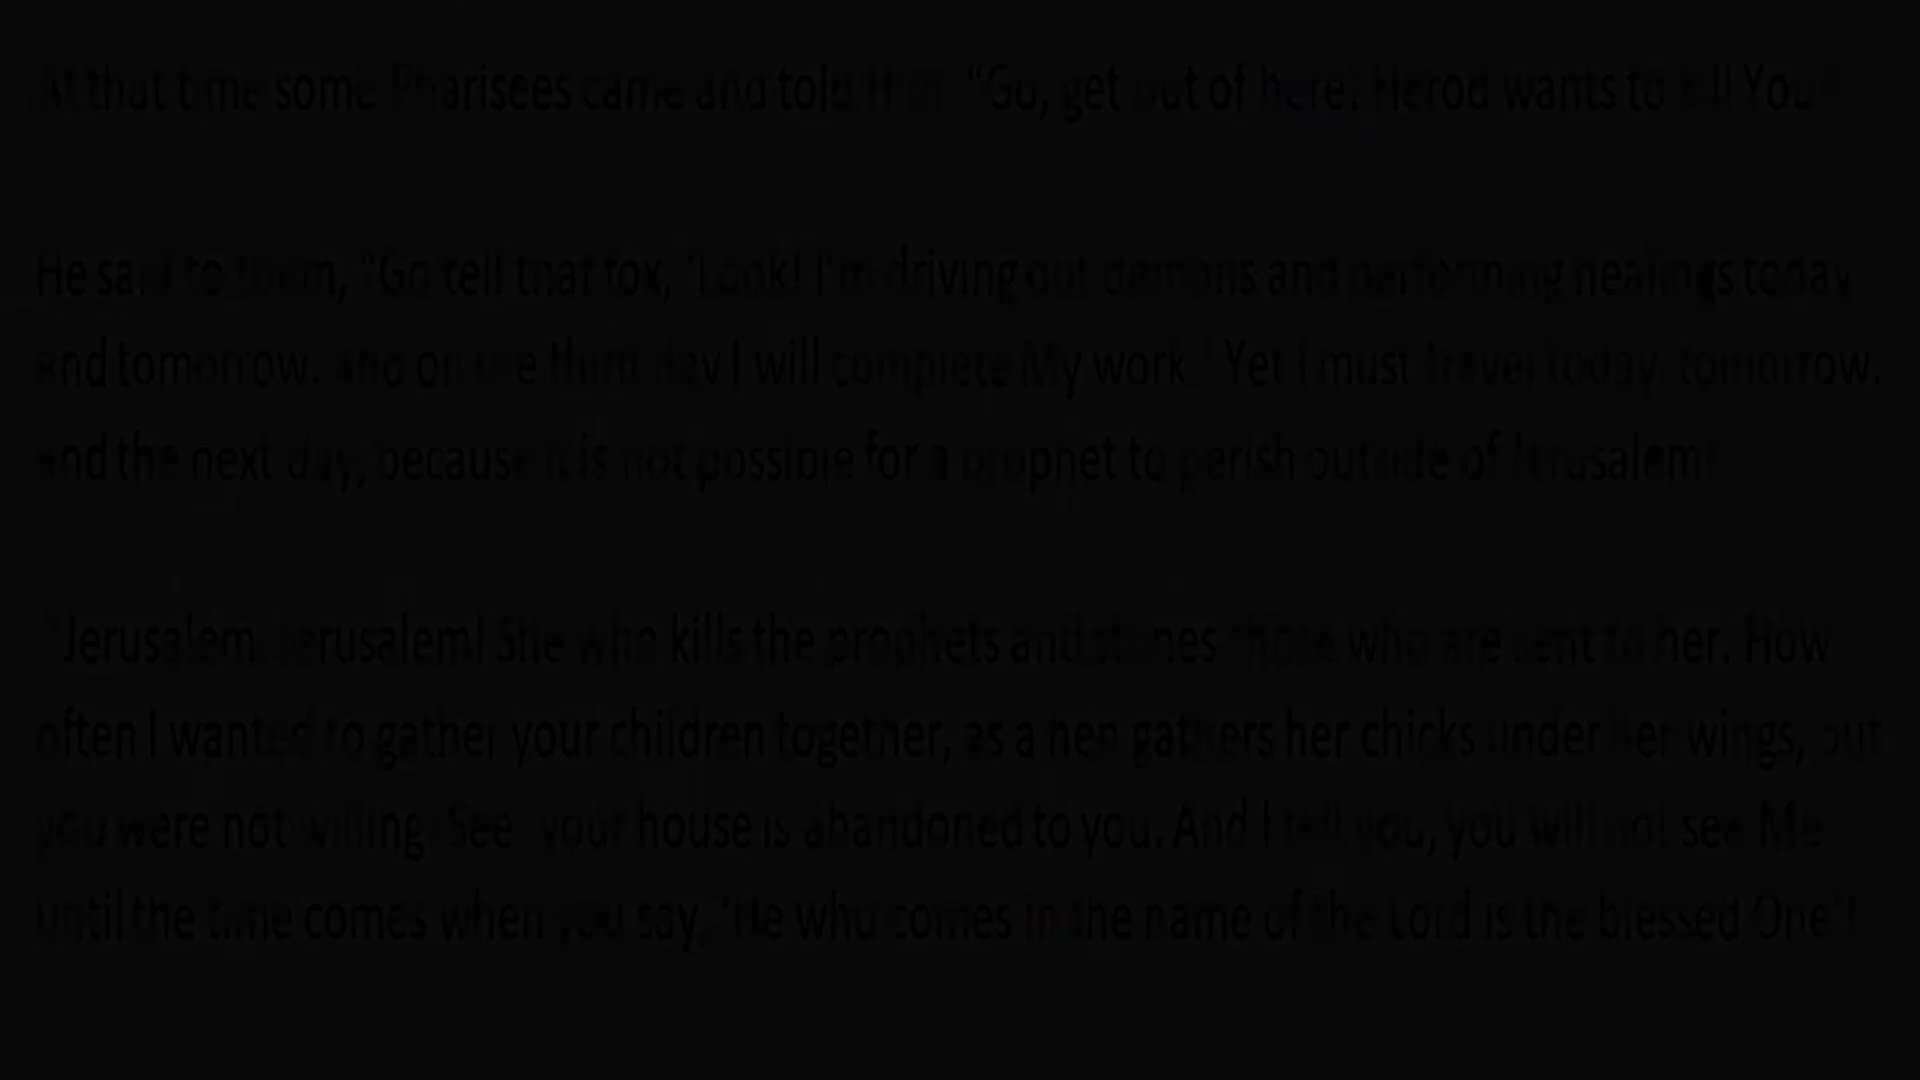 At that time some Pharisees came and told Him, "Go, get out of here! Herod wants to kill You!"
He said to them, "Go tell that fox, 'Look! I'm driving out demons and performing healings today
and tomorrow, and on the third day I will complete My work.' Yet I must travel today, tomorrow,
and the next day, because it is not possible for a prophet to perish outside of Jerusalem!
"Jerusalem, Jerusalem! She who kills the prophets and stones those who are sent to her. How
often I wanted to gather your children together, as a hen gathers her chicks under her wings, but
you were not willing! See, your house is abandoned to you. And I tell you, you will not see Me
until the time comes when you say, 'He who comes in the name of the Lord is the blessed One'!"